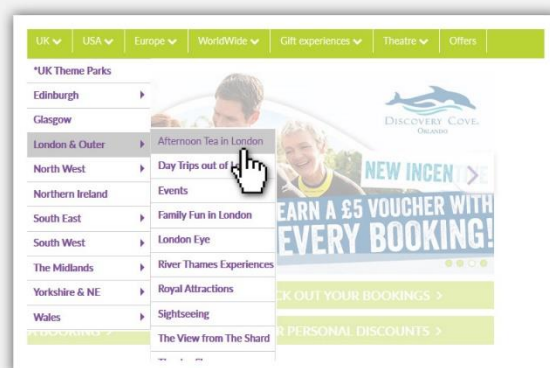 UK USA Europe WorldWide Gift experiences Theatre Offers
*UK Theme Parks
Edinburgh
Glasgow
London & Outer
North West
Northern Ireland
South East
South West
The Midlands
Yorkshire & NE
Wales
Afternoon Tea in London
Day Trips out of
Events
Family Fun in London
London Eye
River Thames Experiences
Royal Attractions
Sightseeing
The View from The Shard
DISCOVERY COVE.
ORLANDO
NEW
EARN A £5 VOUCHER WITH
EVERY BOOKING!
OUT YOUR BOOKINGS >
PERSONAL DISCOUNTS >